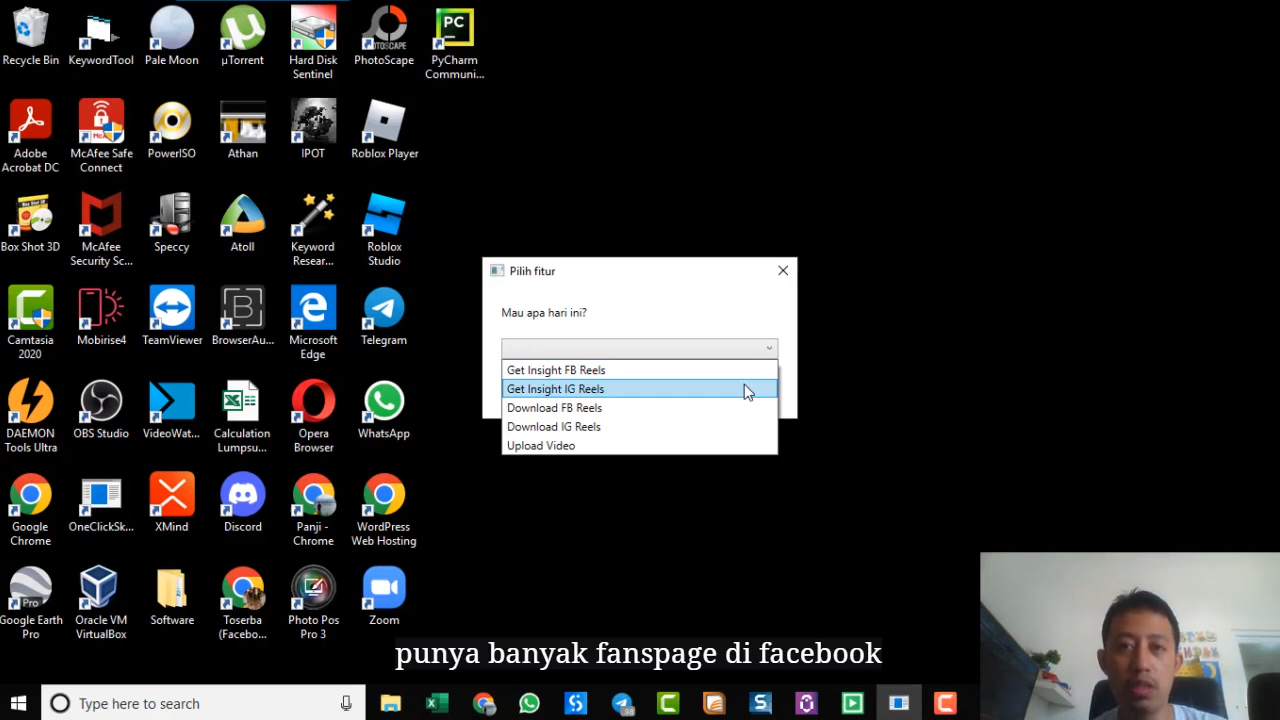 PHOTOSCAPE
PC
Recycle Bin
KeywordTool
Pale Moon
µTorrent
Hard Disk
Sentinel
PhotoScape
PyCharm
Communi...
Adobe
Acrobat DC
McAfee Safe
Connect
PowerISO
Athan
IPOT
Roblox Player
Box Shot 3D
McAfee
Security Sc...
Speccy
Atoll
Keyword
Resear...
Roblox
Studio
Camtasia
2020
Mobirise4
TeamViewer
BrowserAu...
Microsoft
Edge
Telegram
DAEMON
Tools Ultra
OBS Studio
VideoWat...
Calculation
Lumpsu...
Opera
Browser
WhatsApp
Google
Chrome
OneClickSk...
XMind
Discord
Panji -
Chrome
WordPress
Web Hosting
Pro
Google Earth
Pro
Oracle VM
VirtualBox
Software
Toserba
(Facebo...
Photo Pos
Pro 3
Zoom
Pilih fitur
Mau apa hari ini?
Get Insight FB Reels
Get Insight IG Reels
Download FB Reels
Download IG Reels
Upload Video
punya banyak fanspage di facebook
Type here to search